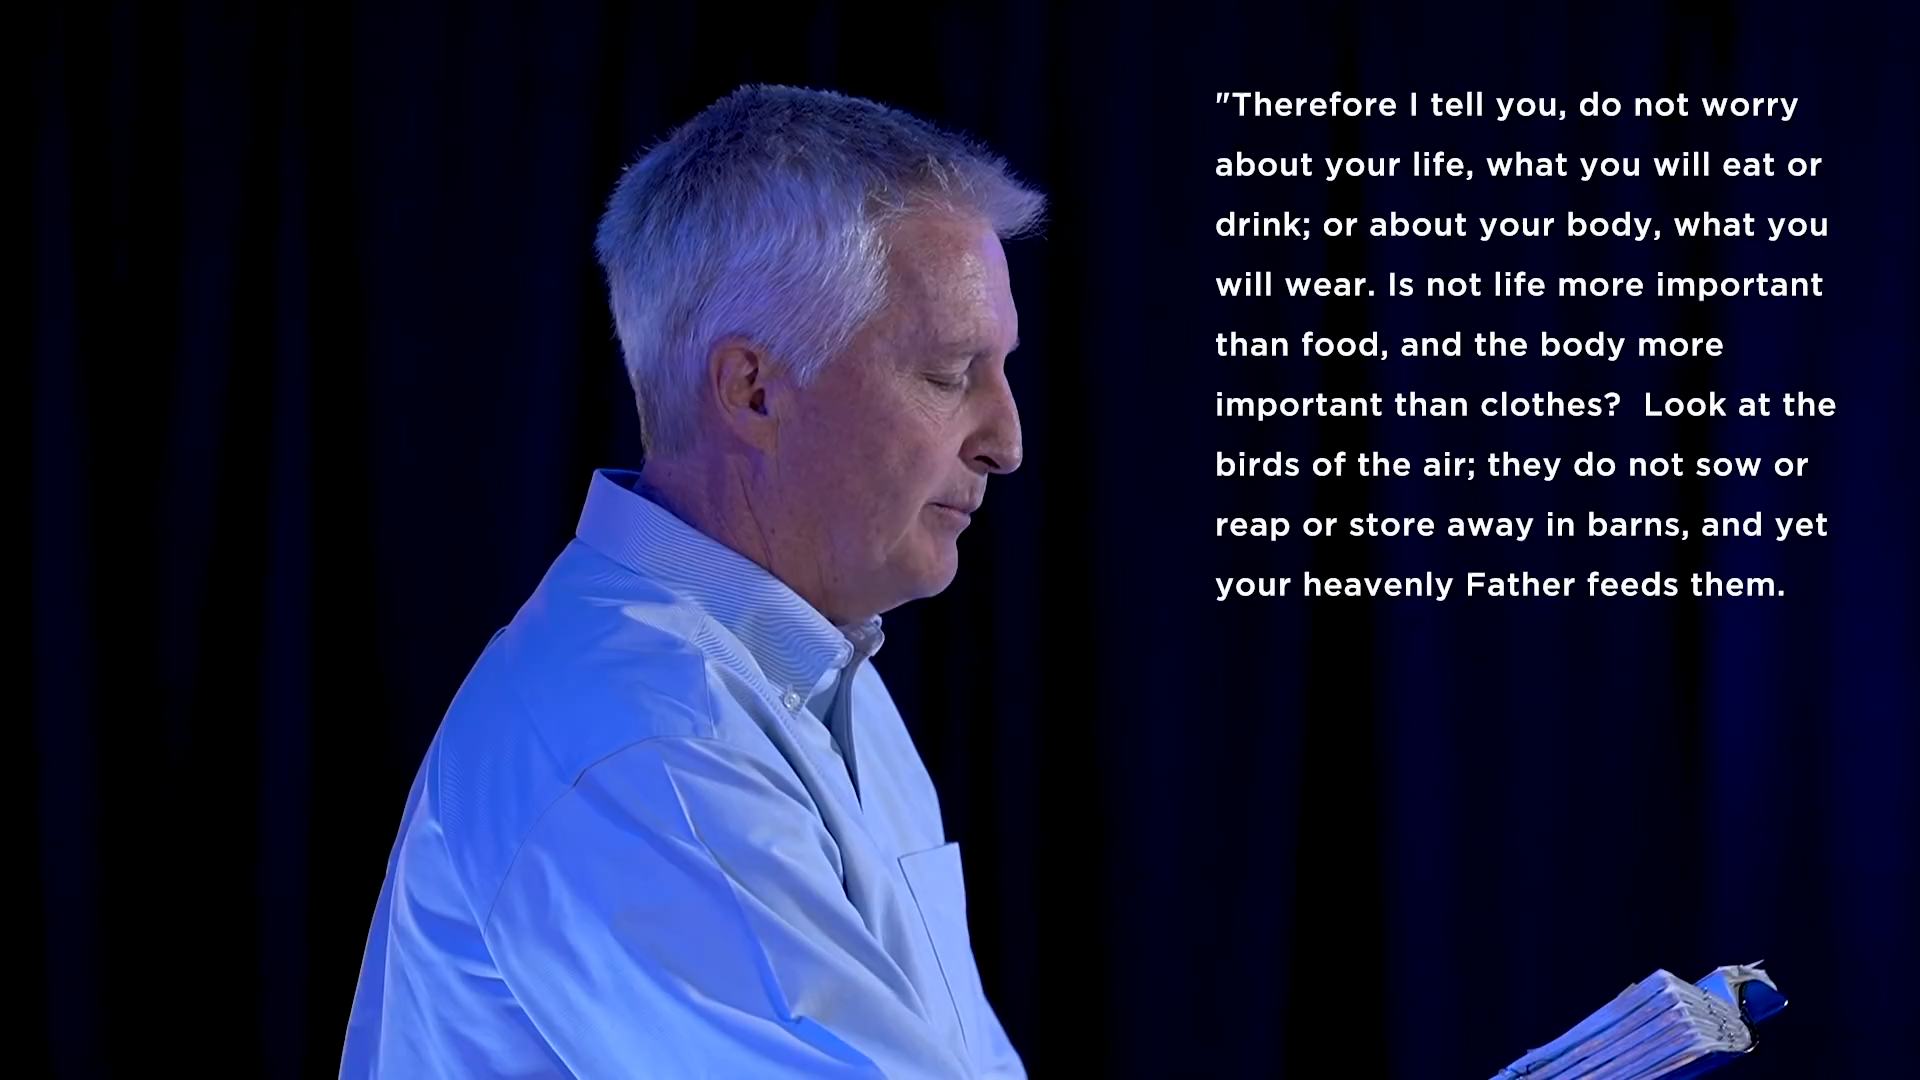 "Therefore I tell you, do not worry
about your life, what you will eat or
drink; or about your body, what you
will wear. Is not life more important
than food, and the body more
important than clothes?  Look at the
birds of the air; they do not sow or
reap or store away in barns, and yet
your heavenly Father feeds them.